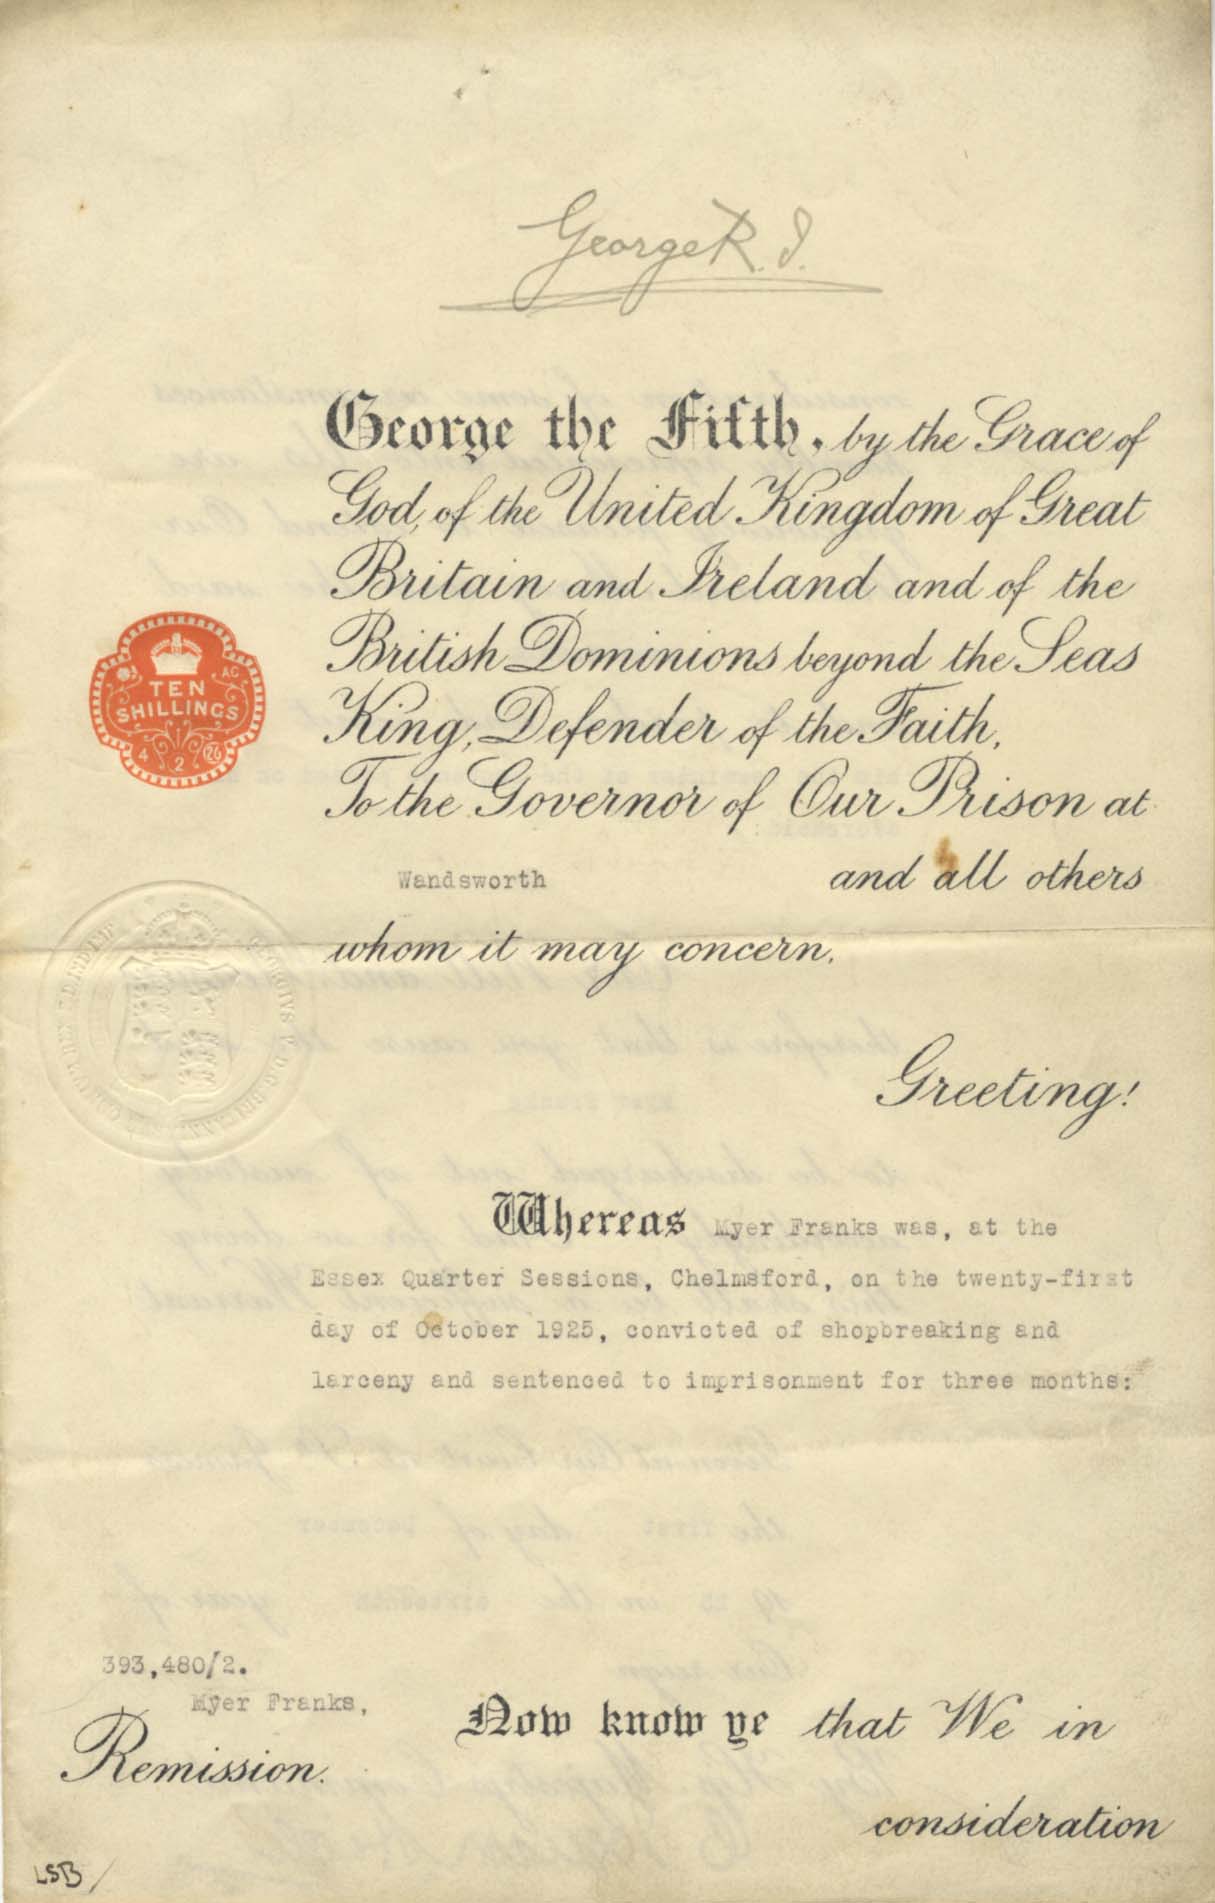 George R. I.
George the Fifth, by the Grace of
God, of the United Kingdom of Great
Britain and Ireland and of the
British Dominions beyond the Seas
King, Defender of the Faith,
To the Governor of Our Prison at
Wandsworth and all others
whom it may concern.
TEN
SHILLINGS
4
2
26
Greeting!
Whereas Myer Franks was, at the
Essex Quarter Sessions, Chelmsford, on the twenty-first
day of October 1925, convicted of shopbreaking and
larceny and sentenced to imprisonment for three months:
393,480/2.
Myer Franks,
Remission.
Now know ye that We in
consideration
LSB